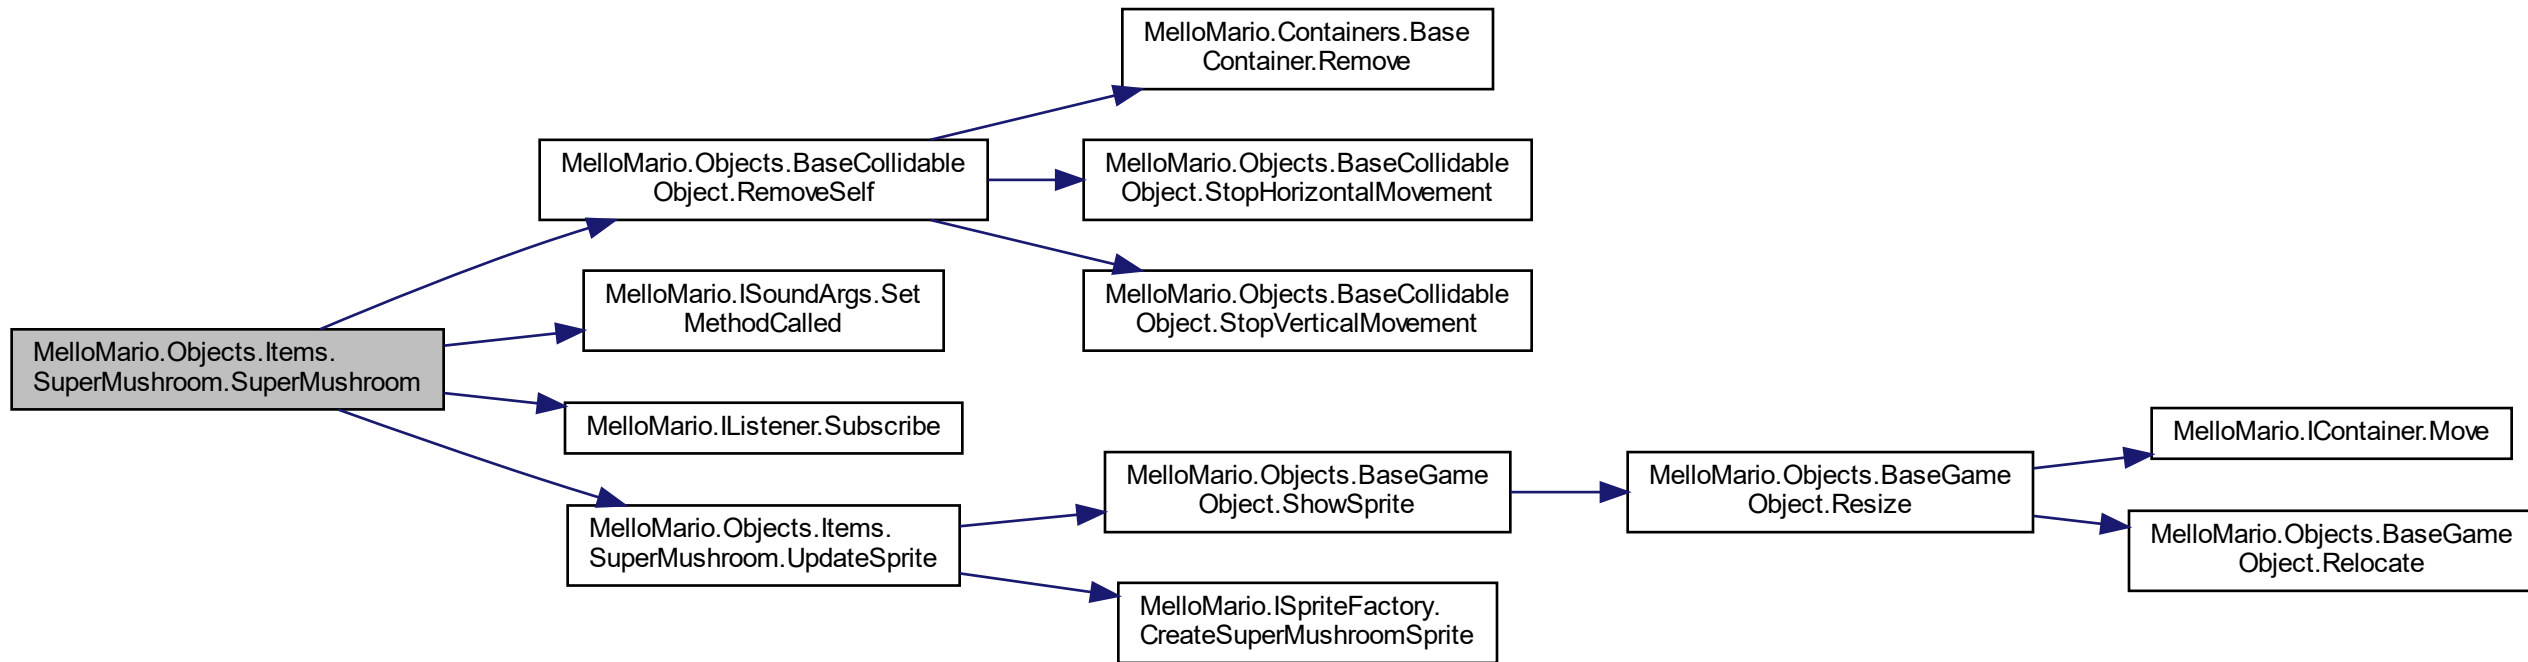 MelloMario.Objects.Items.
SuperMushroom.SuperMushroom
MelloMario.Objects.BaseCollidable
Object.RemoveSelf
MelloMario.Containers.Base
Container.Remove
MelloMario.Objects.BaseCollidable
Object.StopHorizontalMovement
MelloMario.Objects.BaseCollidable
Object.StopVerticalMovement
MelloMario.ISoundArgs.Set
MethodCalled
MelloMario.IListener.Subscribe
MelloMario.Objects.Items.
SuperMushroom.UpdateSprite
MelloMario.Objects.BaseGame
Object.ShowSprite
MelloMario.Objects.BaseGame
Object.Resize
MelloMario.IContainer.Move
MelloMario.Objects.BaseGame
Object.Relocate
MelloMario.ISpriteFactory.
CreateSuperMushroomSprite